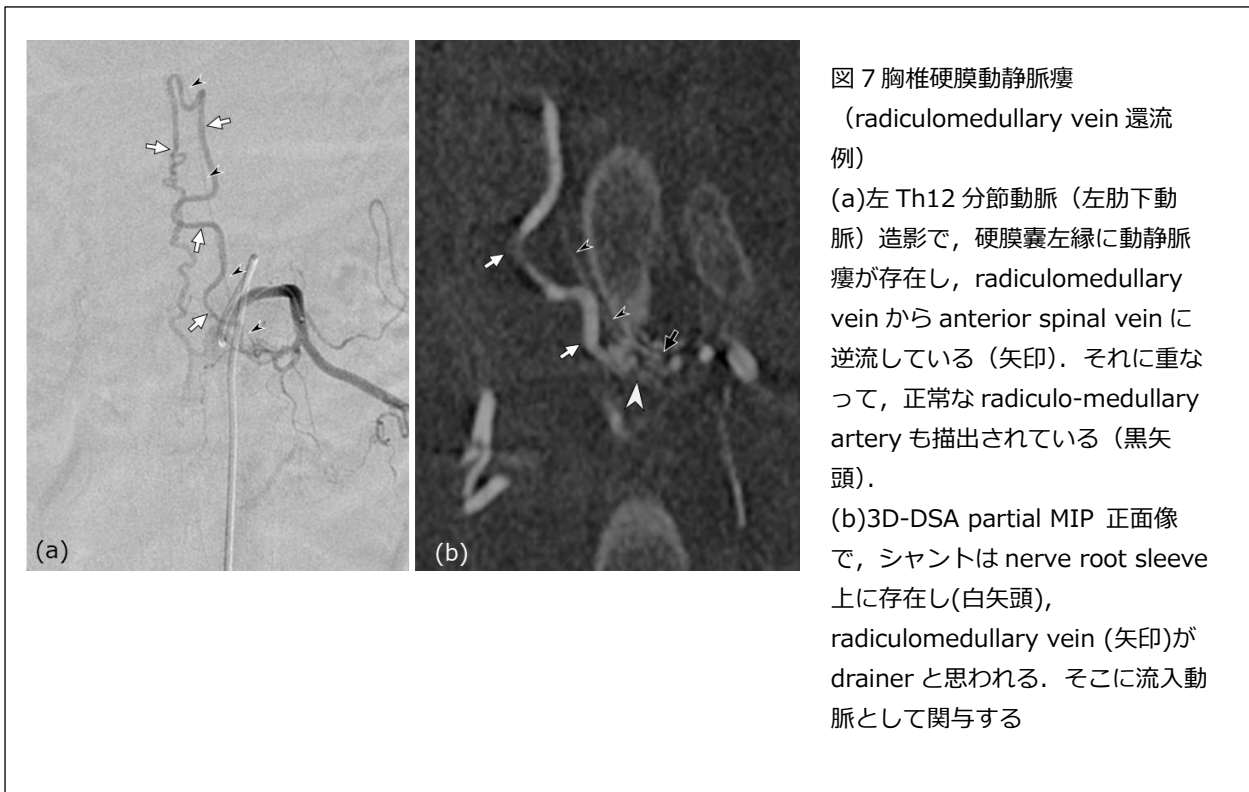 図 7 胸椎硬膜動静脈瘻
（radiculomedullary vein 還流
例）
(a)左 Th12 分節動脈（左肋下動
脈）造影で，硬膜嚢左縁に動静脈
瘻が存在し，radiculomedullary
vein から anterior spinal vein に
逆流している（矢印）．それに重な
って，正常な radiculo-medullary
artery も描出されている（黒矢
頭）．
(b)3D-DSA partial MIP 正面像
で，シャントは nerve root sleeve
上に存在し(白矢頭),
radiculomedullary vein (矢印)が
drainer と思われる．そこに流入動
脈として関与する
(a)
(b)